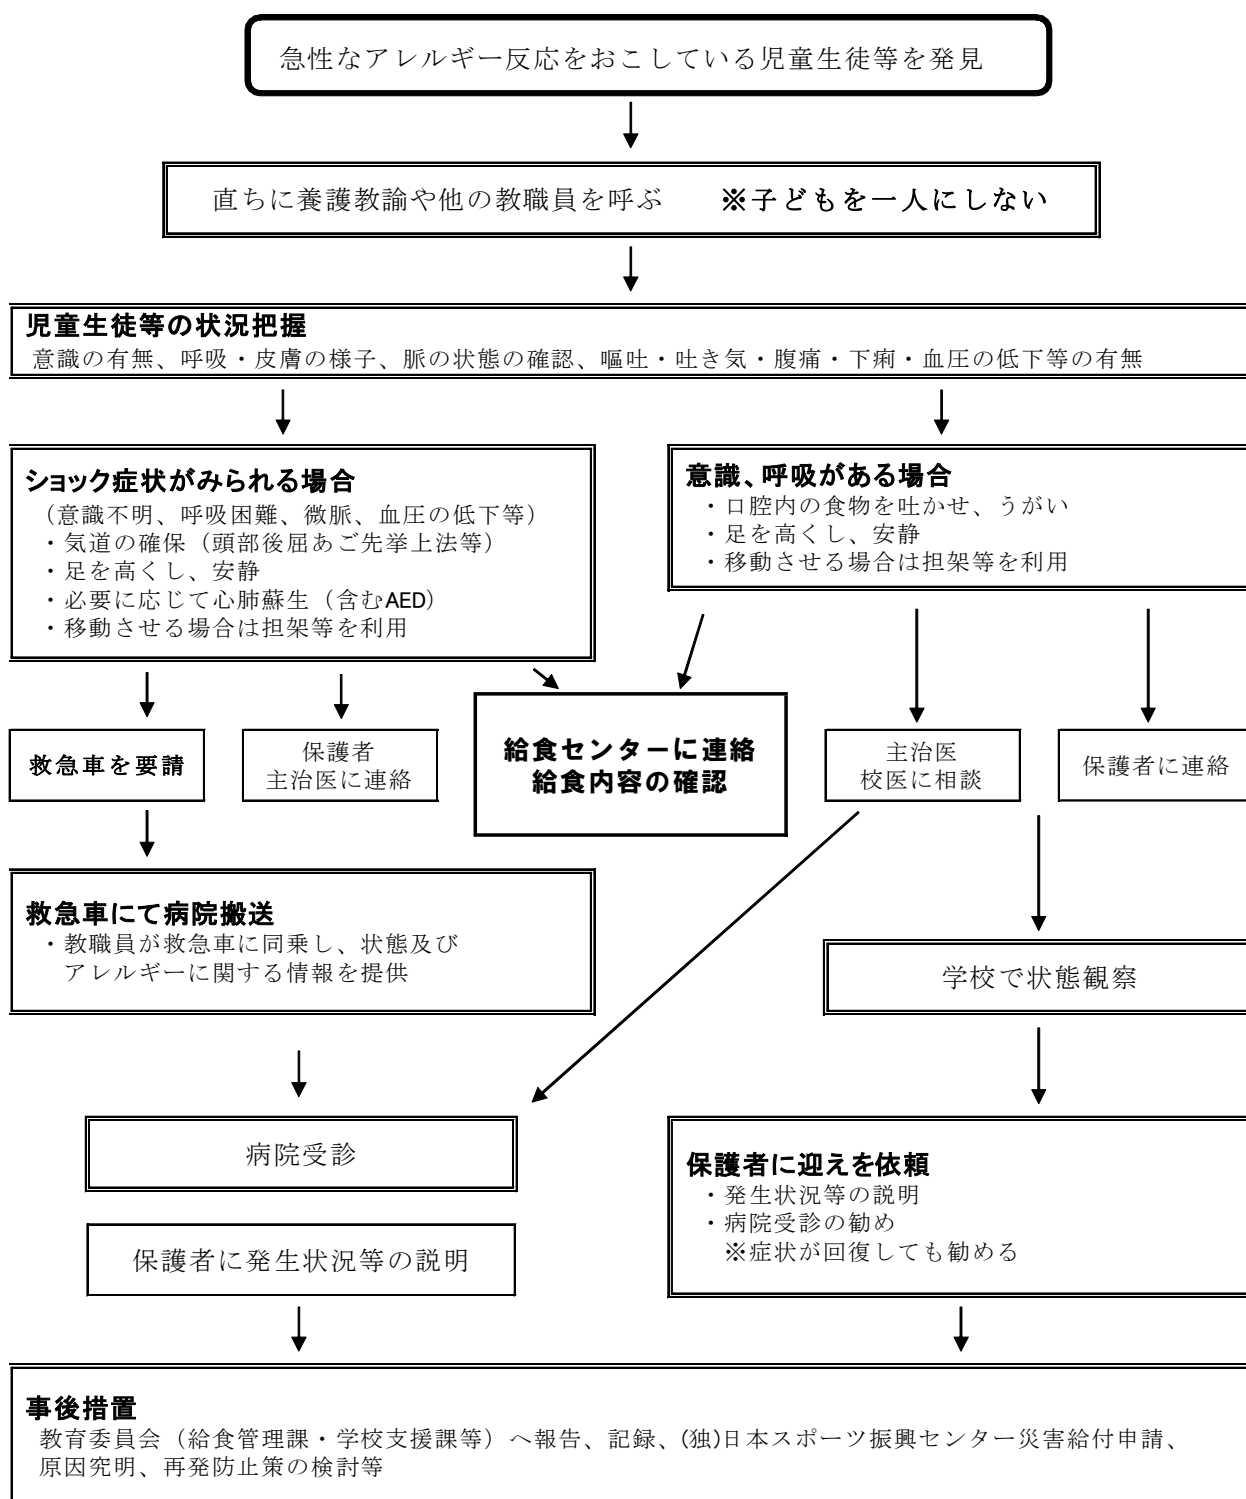 急性なアレルギー反応をおこしている児童生徒等を発見
直ちに養護教諭や他の教職員を呼ぶ　※子どもを一人にしない
児童生徒等の状況把握
意識の有無、呼吸・皮膚の様子、脈の状態の確認、嘔吐・吐き気・腹痛・下痢・血圧の低下等の有無
ショック症状がみられる場合
（意識不明、呼吸困難、微脈、血圧の低下等）
・気道の確保（頭部後屈あご先挙上法等）
・足を高くし、安静
・必要に応じて心肺蘇生（含むAED）
・移動させる場合は担架等を利用
意識、呼吸がある場合
・口腔内の食物を吐かせ、うがい
・足を高くし、安静
・移動させる場合は担架等を利用
救急車を要請
保護者
主治医に連絡
給食センターに連絡
給食内容の確認
主治医
校医に相談
保護者に連絡
救急車にて病院搬送
・教職員が救急車に同乗し、状態及び
アレルギーに関する情報を提供
学校で状態観察
病院受診
保護者に発生状況等の説明
保護者に迎えを依頼
・発生状況等の説明
・病院受診の勧め
※症状が回復しても勧める
事後措置
教育委員会（給食管理課・学校支援課等）へ報告、記録、(独)日本スポーツ振興センター災害給付申請、
原因究明、再発防止策の検討等